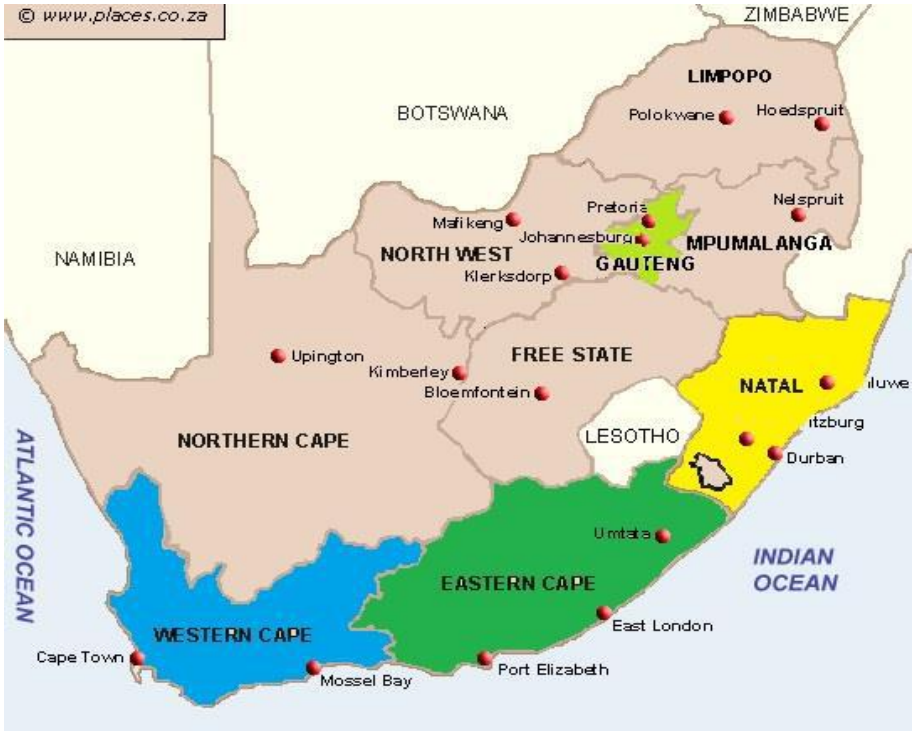 © www.places.co.za
ZIMBABWE
LIMPOPO
BOTSWANA
Polokwane
Hoedspruit
Pretoria
Nelspruit
Mafikeng
Johannesburg
MPUMALANGA
NAMIBIA
NORTH WEST
GAUTENG
Klerksdorp
Upington
FREE STATE
Kimberley
Bloemfontein
NATAL
luwe
ATLANTIC OCEAN
NORTHERN CAPE
LESOTHO
itzburg
Durban
Umtata
INDIAN
OCEAN
EASTERN CAPE
WESTERN CAPE
East London
Cape Town
Mossel Bay
Port Elizabeth